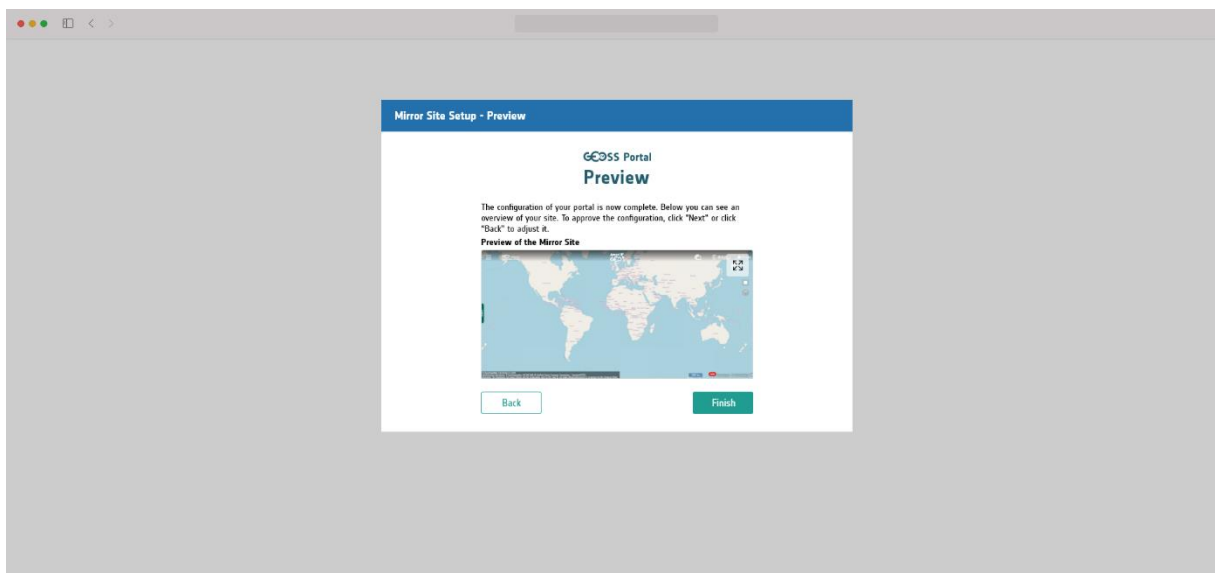 Mirror Site Setup - Preview
GEOSS Portal
Preview
The configuration of your portal is now complete. Below you can see an
overview of your site. To approve the configuration, click "Next" or click
"Back" to adjust it.
Preview of the Mirror Site
Back
Finish